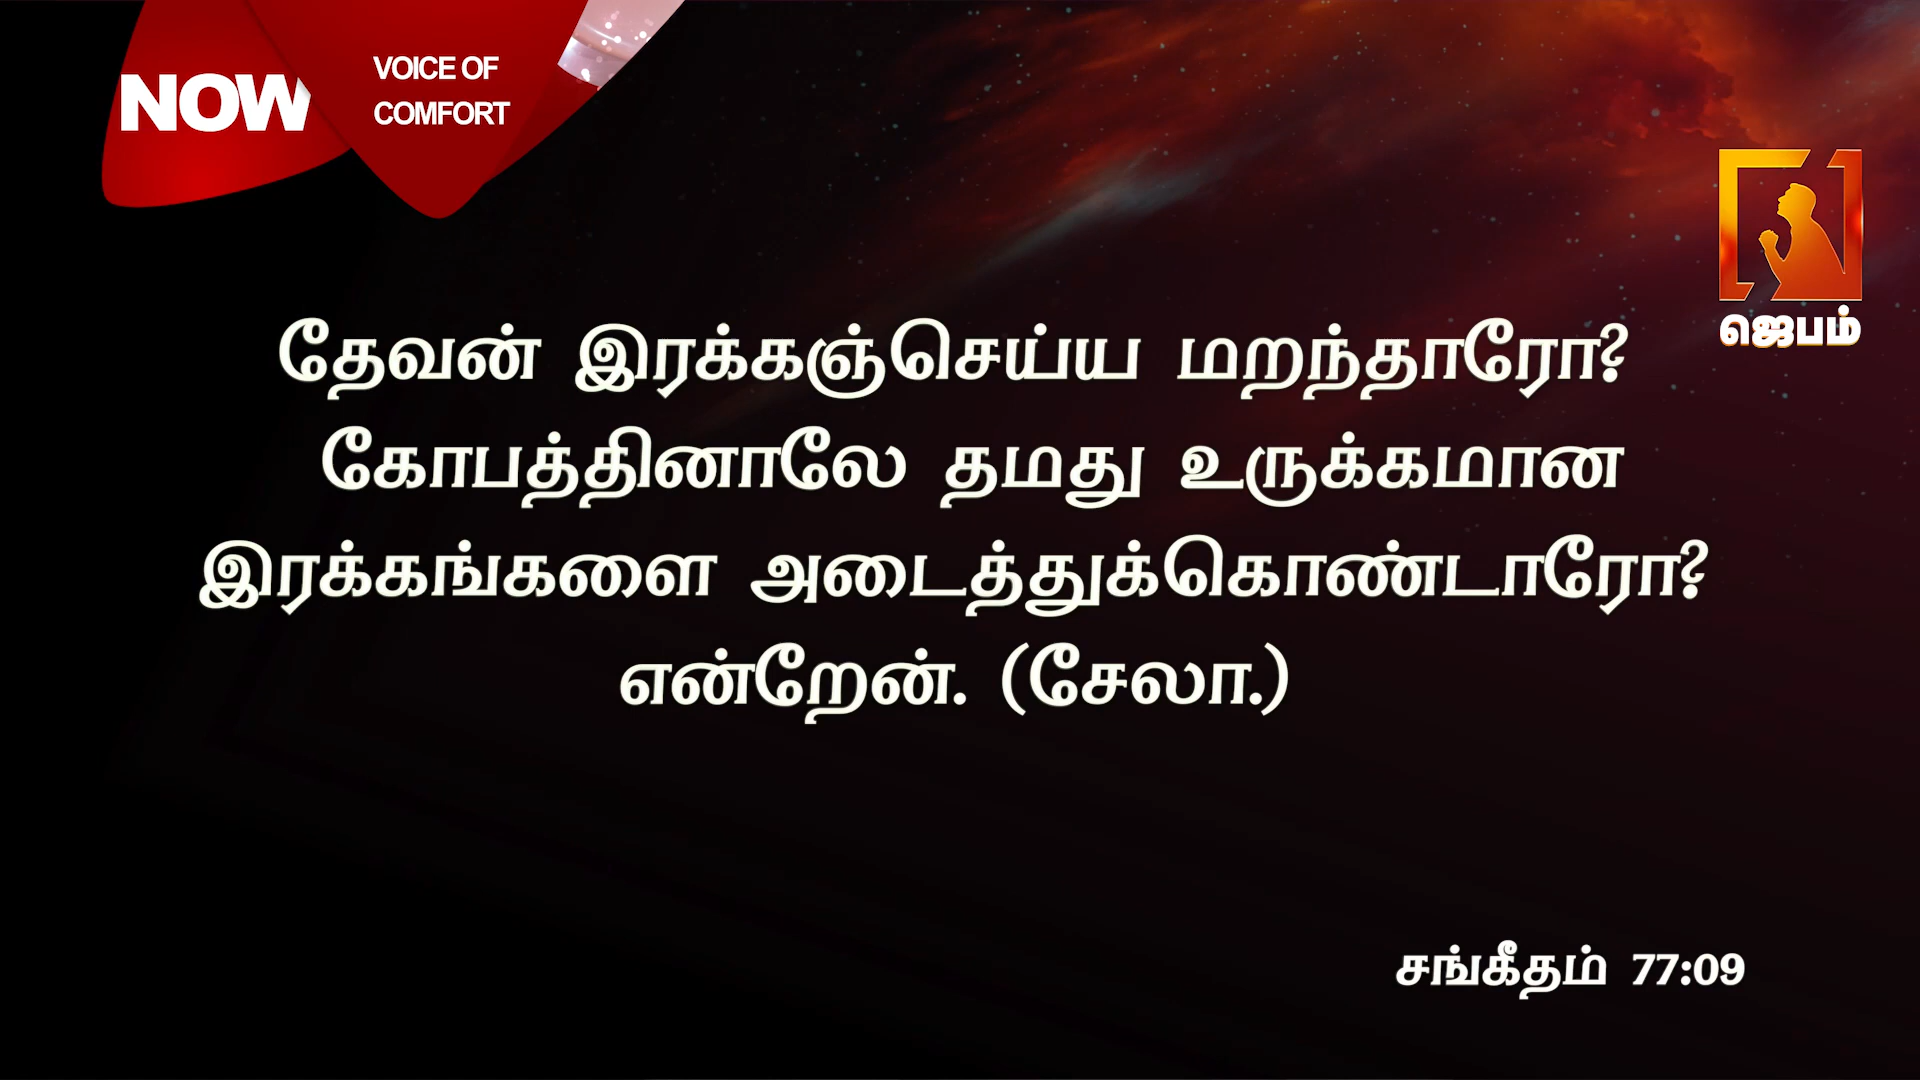 NOW
VOICE OF
COMFORT
ஜெபம்
தேவன் இரக்கஞ்செய்ய மறந்தாரோ?
கோபத்தினாலே தமது உருக்கமான
இரக்கங்களை அடைத்துக்கொண்டாரோ?
என்றேன். (சேலா.)
சங்கீதம் 77:09